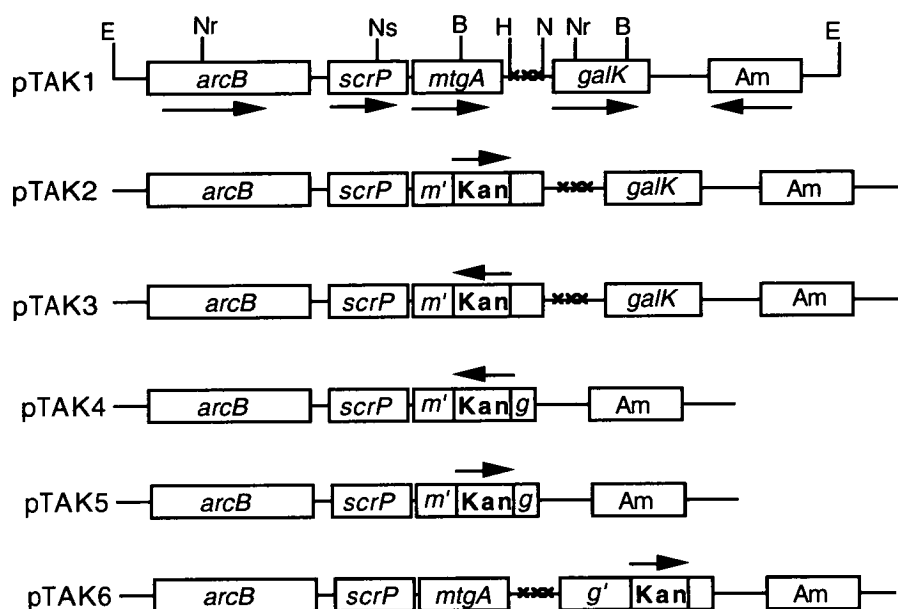 E Nr Ns B H N Nr B E
pTAK1 arcB scrP mtgA galK Am
pTAK2 arcB scrP m' Kan galK Am
pTAK3 arcB scrP m' Kan galK Am
pTAK4 arcB scrP m' Kan g Am
pTAK5 arcB scrP m' Kan g Am
pTAK6 arcB scrP mtgA g' Kan Am